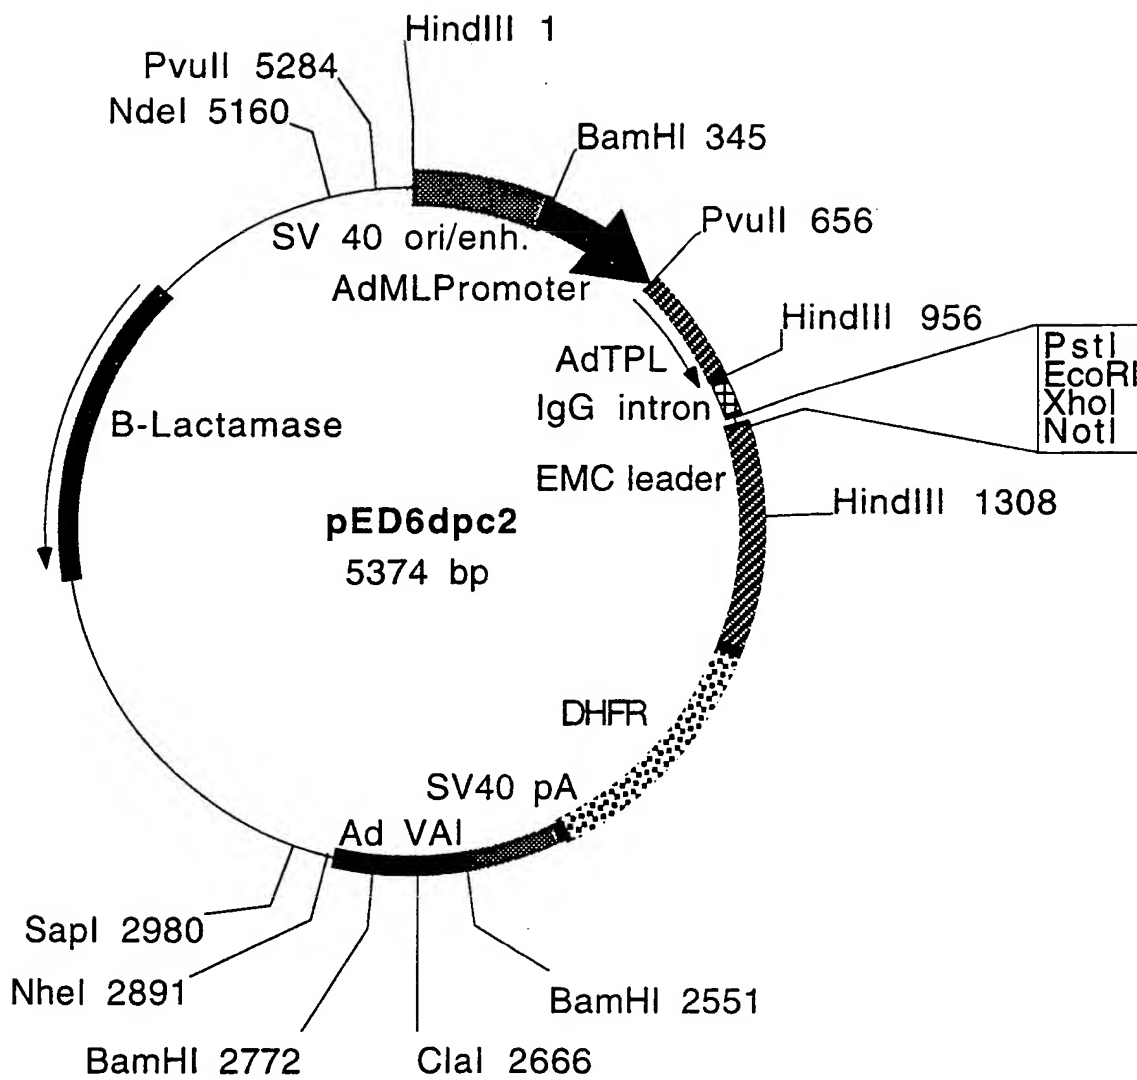 HindIII 1
PvuII 5284
NdeI 5160
BamHI 345
SV 40 ori/enh.
PvuII 656
AdMLPromoter
HindIII 956
PstI
EcoRI
XhoI
NotI
AdTPL
IgG intron
B-Lactamase
EMC leader
HindIII 1308
pED6dpc2
5374 bp
DHFR
SV40 pA
Ad VAI
SapI 2980
NheI 2891
BamHI 2551
BamHI 2772
ClaI 2666